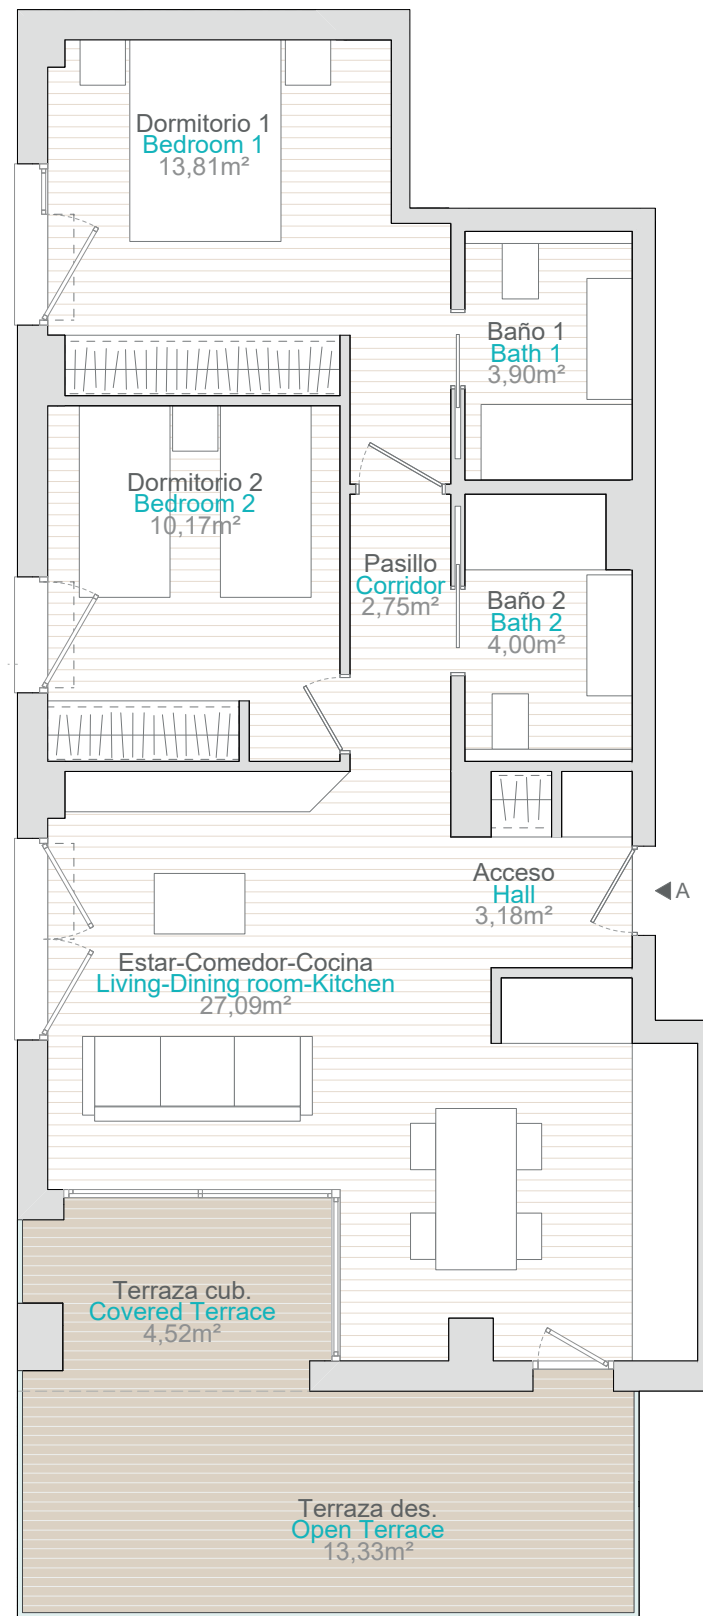 Dormitorio 1
Bedroom 1
13,81m²
Baño 1
Bath 1
3,90m²
Dormitorio 2
Bedroom 2
10,17m²
Pasillo
Corridor
2,75m²
Baño 2
Bath 2
4,00m²
Acceso
Hall
3,18m²
A
Estar-Comedor-Cocina
Living-Dining room-Kitchen
27,09m²
Terraza cub.
Covered Terrace
4,52m²
Terraza des.
Open Terrace
13,33m²